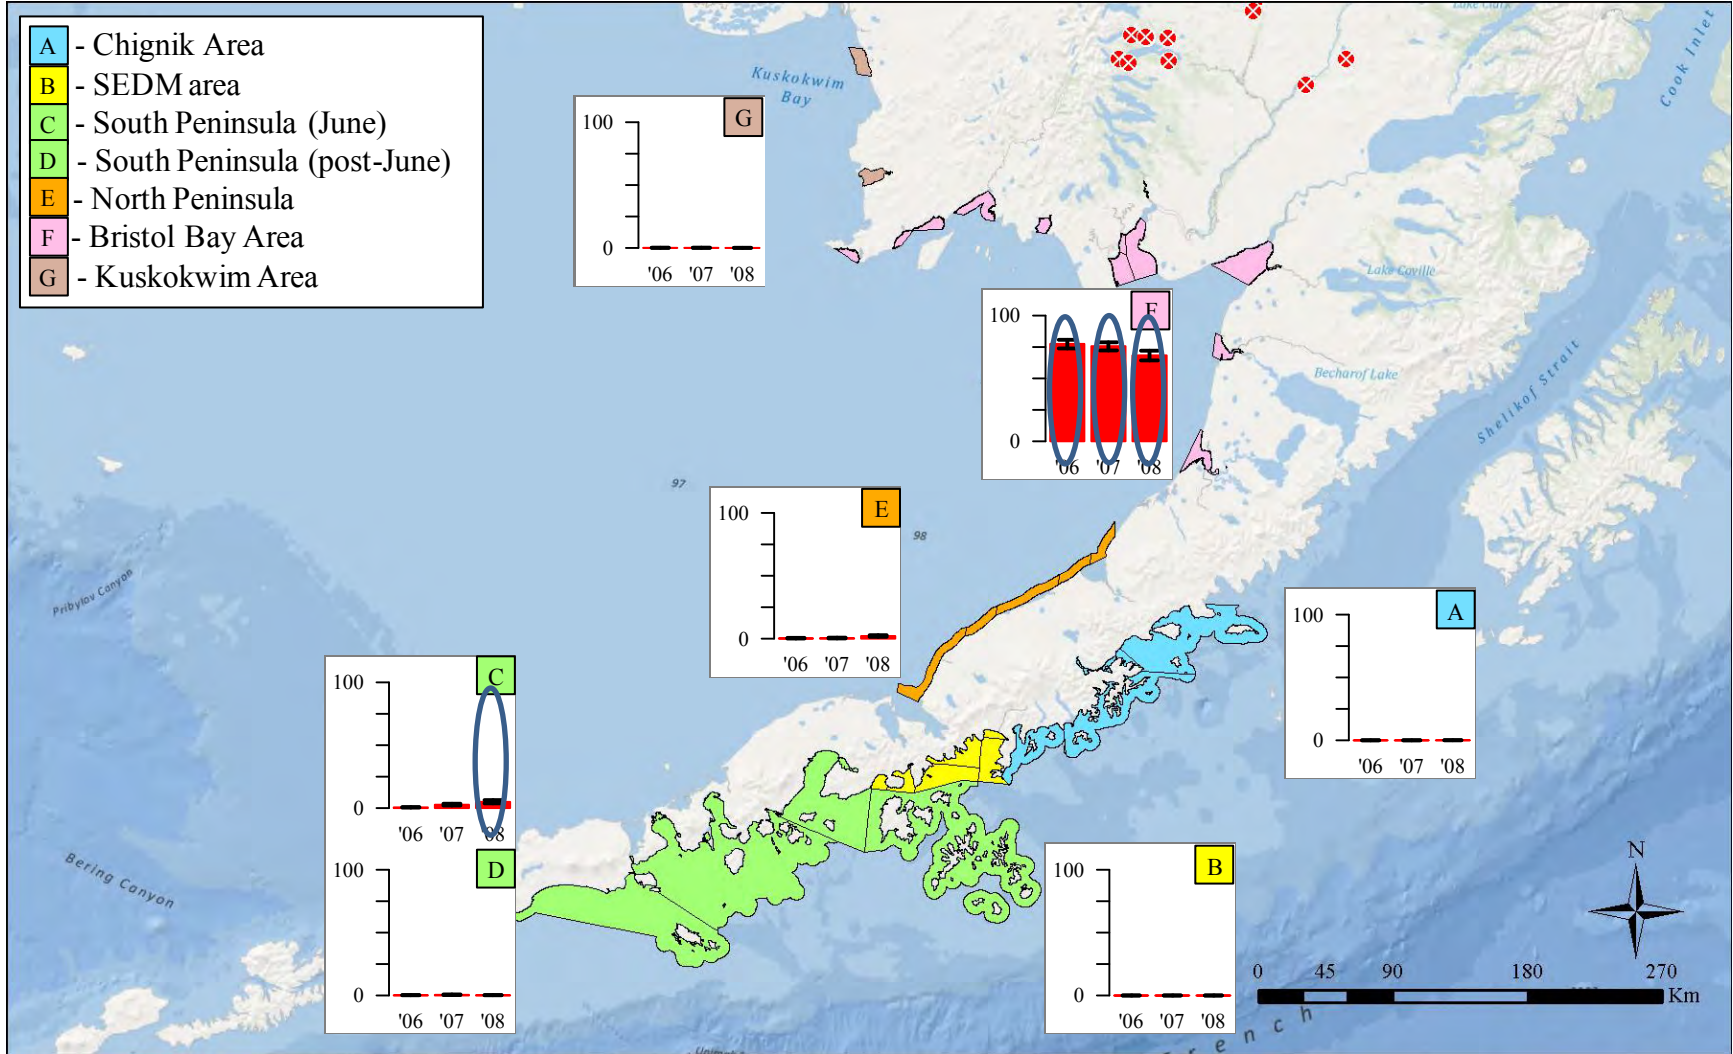 A - Chignik Area
B - SEDM area
C - South Peninsula (June)
D - South Peninsula (post-June)
E - North Peninsula
F - Bristol Bay Area
G - Kuskokwim Area
Kuskokwim
Bay
Lake Clark
Cook Inlet
100
G
0
'06 '07 '08
Lake Coville
100
F
0
'06 '07 '08
Becharof Lake
Shelikof Strait
97
98
100
E
0
'06 '07 '08
Pribylov Canyon
100
A
0
'06 '07 '08
100
C
0
'06 '07 '08
Bering Canyon
100
D
0
'06 '07 '08
100
B
0
'06 '07 '08
N
0 45 90 180 270
Km
Trench